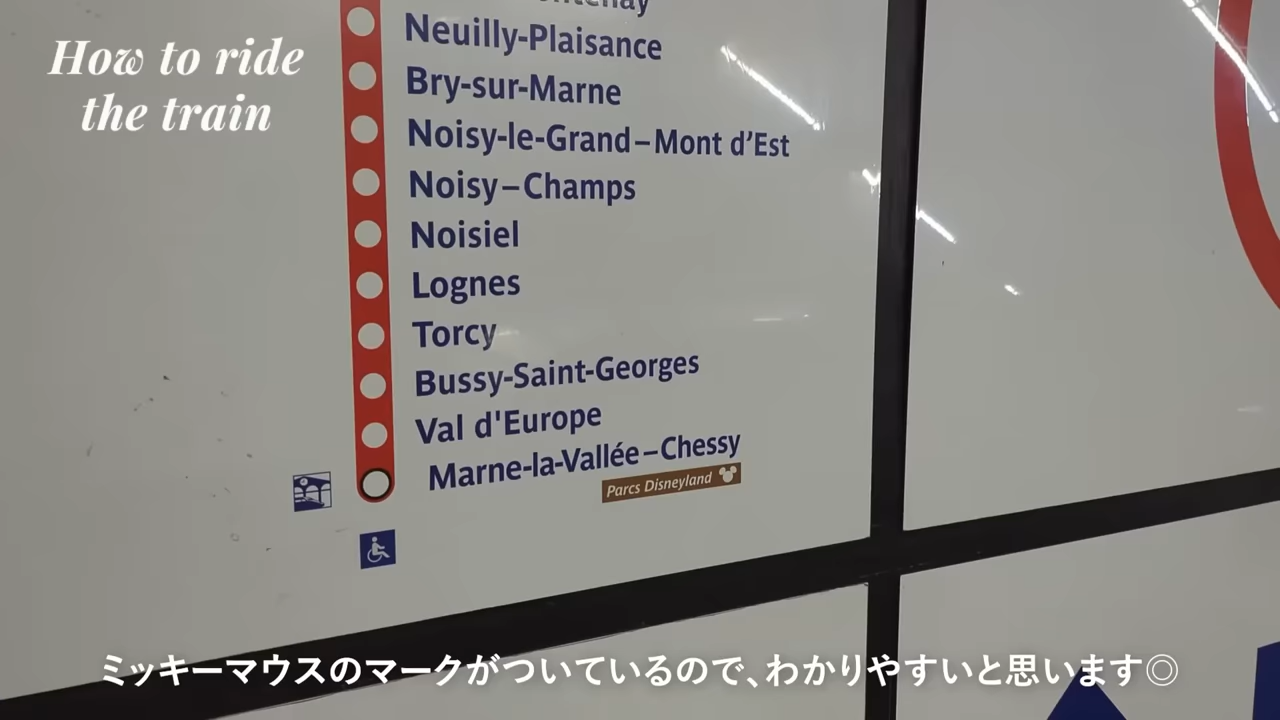 How to ride
the train
Neuilly-Plaisance
Bry-sur-Marne
Noisy-le-Grand – Mont d’Est
Noisy – Champs
Noisiel
Lognes
Torcy
Bussy-Saint-Georges
Val d'Europe
Marne-la-Vallée – Chessy
Parcs Disneyland
ミッキーマウスのマークがついているので、わかりやすいと思います◎